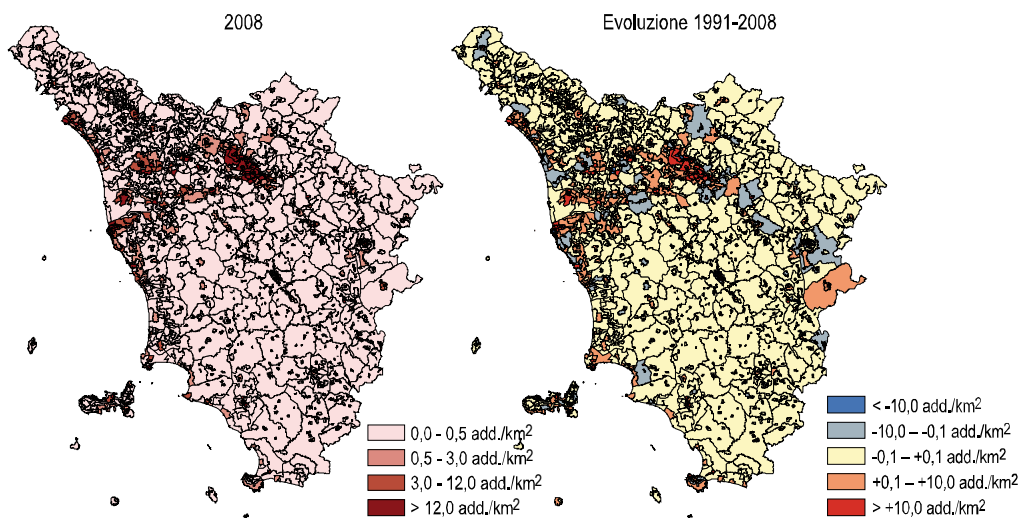 2008
Evoluzione 1991-2008
0,0 - 0,5 add./km²
0,5 - 3,0 add./km²
3,0 - 12,0 add./km²
> 12,0 add./km²
< -10,0 add./km²
-10,0 – -0,1 add./km²
-0,1 – +0,1 add./km²
+0,1 – +10,0 add./km²
> +10,0 add./km²